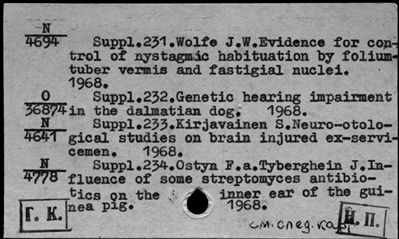 N
4694 Suppl.231.Wolfe J.W.Evidence for con-
trol of nystagmic habituation by folium-
tuber vermis and fastigial nuclei.
1968.
O
36874 Suppl.232.Genetic hearing impairment
in the dalmatian dog. 1968.
N
4641 Suppl.233.Kirjavainen S.Neuro-otolo-
gical studies on brain injured ex-servi-
cemen. 1968.
N
4778 Suppl.234.Ostyn F.a.Tyberghein J.In-
fluence of some streptomyces antibio-
tics on the inner ear of the gui-
nea pig. 1968.
Г. К.
Н. П.
см. след. кар.